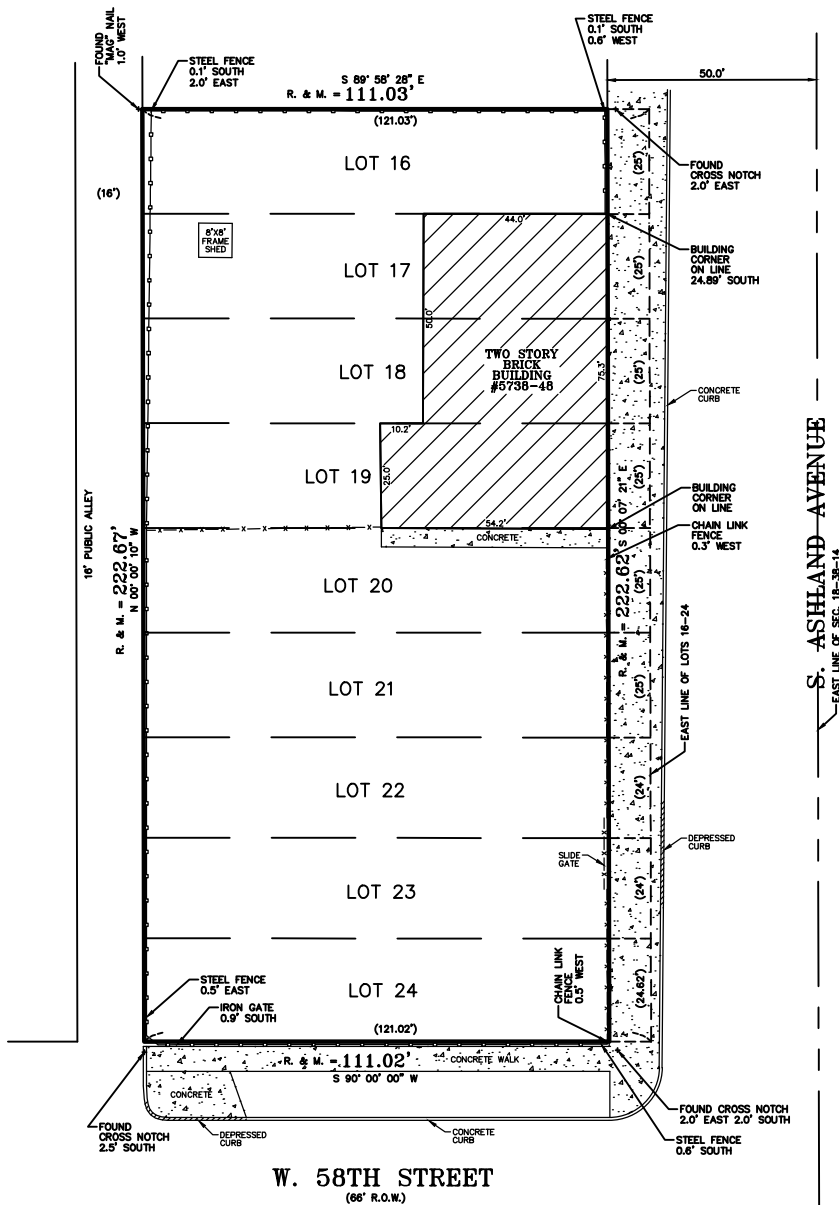 FOUND
"MAG" NAIL
1.0' WEST
STEEL FENCE
0.1' SOUTH
2.0' EAST
S 89° 58' 28" E
R. & M. = 111.03'
(121.03')
STEEL FENCE
0.1' SOUTH
0.6' WEST
50.0'
LOT 16
(25')
FOUND
CROSS NOTCH
2.0' EAST
(16')
8'X8'
FRAME
SHED
44.0'
LOT 17
(25')
BUILDING
CORNER
ON LINE
24.89' SOUTH
50.0'
TWO STORY
BRICK
BUILDING
#5738-48
75.3'
LOT 18
(25')
CONCRETE
CURB
10.2'
LOT 19
25.0'
54.2'
(25')
S 00° 07' 21" E
R. & M. = 222.62'
BUILDING
CORNER
ON LINE
CHAIN LINK
FENCE
0.3' WEST
CONCRETE
16' PUBLIC ALLEY
R. & M. = 222.67'
N 00° 00' 10" W
LOT 20
(25')
S. ASHLAND AVENUE
EAST LINE OF SEC. 18-38-14
EAST LINE OF LOTS 16-24
LOT 21
(25')
LOT 22
(24')
SLIDE
GATE
DEPRESSED
CURB
LOT 23
(24')
STEEL FENCE
0.5' EAST
IRON GATE
0.9' SOUTH
LOT 24
CHAIN LINK
FENCE
0.5' WEST
(24.62')
(121.02')
R. & M. = 111.02'
CONCRETE WALK
S 90° 00' 00" W
CONCRETE
FOUND
CROSS NOTCH
2.5' SOUTH
DEPRESSED
CURB
CONCRETE
CURB
FOUND CROSS NOTCH
2.0' EAST 2.0' SOUTH
STEEL FENCE
0.6' SOUTH
W. 58TH STREET
(66' R.O.W.)